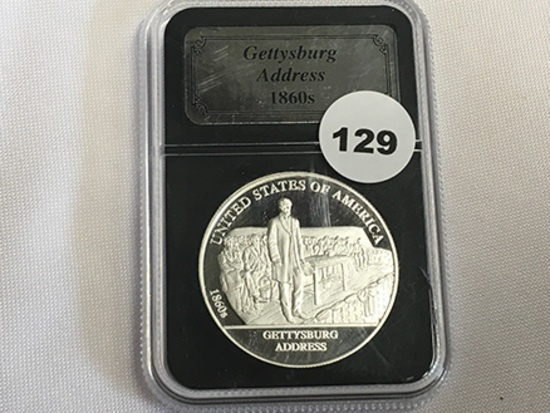 Gettysburg
Address
1860s
129
UNITED STATES OF AMERICA
1860s
GETTYSBURG
ADDRESS